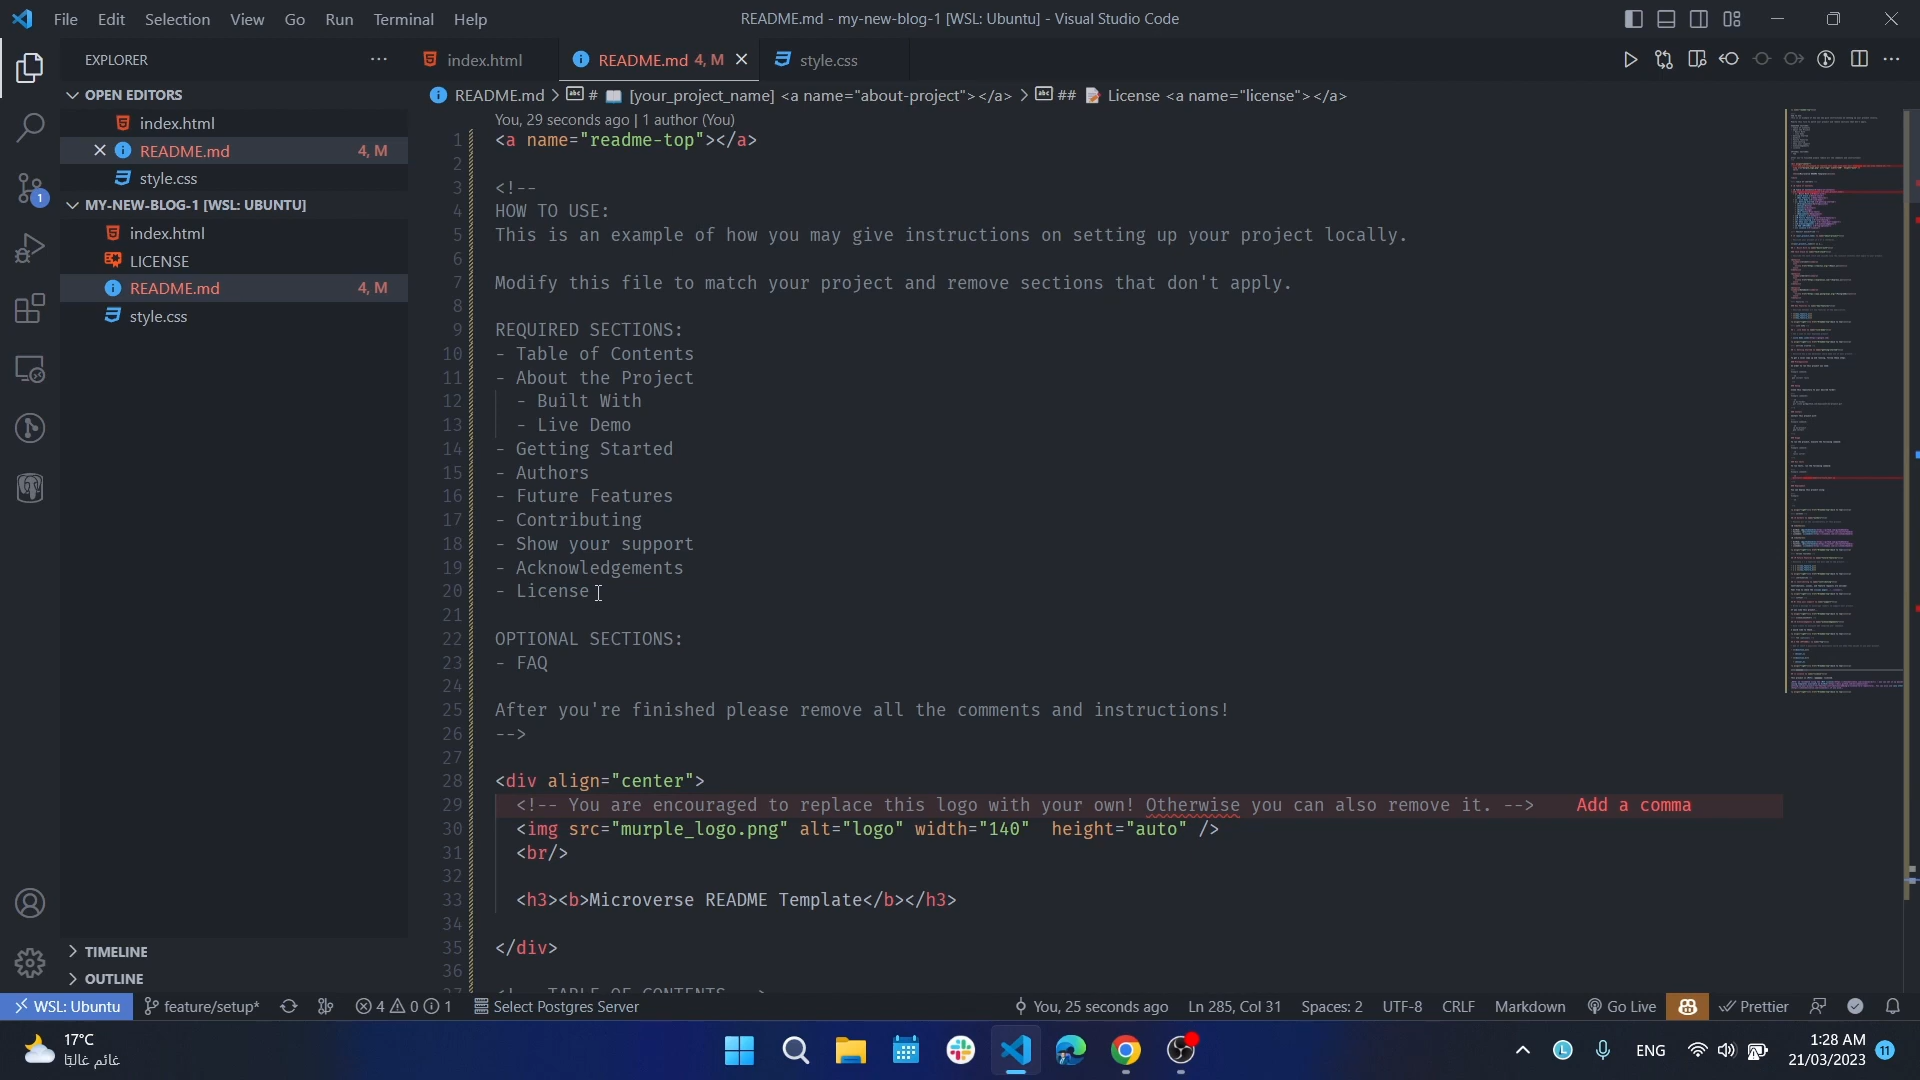 File Edit Selection View Go Run Terminal Help
README.md - my-new-blog-1 [WSL: Ubuntu] - Visual Studio Code
EXPLORER
OPEN EDITORS
index.html
README.md 4, M
style.css
MY-NEW-BLOG-1 [WSL: UBUNTU]
index.html
LICENSE
README.md 4, M
style.css
TIMELINE
OUTLINE
index.html README.md 4, M style.css
README.md > # 📖 [your_project_name] <a name="about-project"></a> > ## 📝 License <a name="license"></a>
You, 29 seconds ago | 1 author (You)
1 <a name="readme-top"></a>
2
3 <!--
4 HOW TO USE:
5 This is an example of how you may give instructions on setting up your project locally.
6
7 Modify this file to match your project and remove sections that don't apply.
8
9 REQUIRED SECTIONS:
10 - Table of Contents
11 - About the Project
12 - Built With
13 - Live Demo
14 - Getting Started
15 - Authors
16 - Future Features
17 - Contributing
18 - Show your support
19 - Acknowledgements
20 - License
21
22 OPTIONAL SECTIONS:
23 - FAQ
24
25 After you're finished please remove all the comments and instructions!
26 -->
27
28 <div align="center">
29 <!-- You are encouraged to replace this logo with your own! Otherwise you can also remove it. --> Add a comma
30 <img src="murple_logo.png" alt="logo" width="140"  height="auto" />
31 <br/>
32
33 <h3><b>Microverse README Template</b></h3>
34
35 </div>
36
1
WSL: Ubuntu feature/setup* 4 0 1 Select Postgres Server
You, 25 seconds ago Ln 285, Col 31 Spaces: 2 UTF-8 CRLF Markdown Go Live Prettier
17°C
غائم غالبًا
ENG
1:28 AM
21/03/2023
11